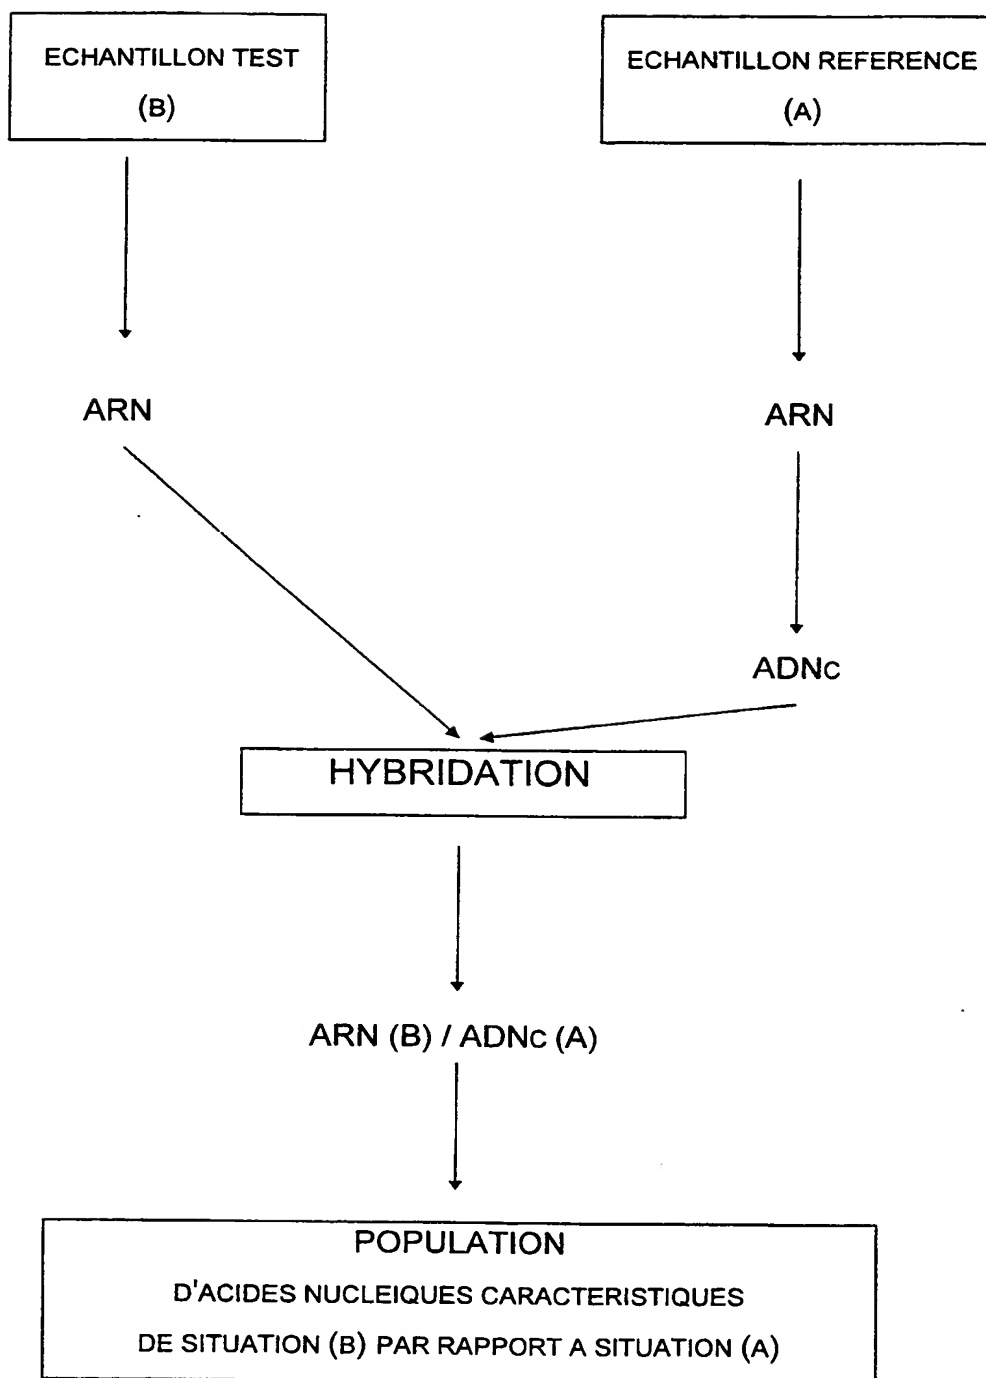 ECHANTILLON TEST
(B)
ECHANTILLON REFERENCE
(A)
ARN
ARN
ADNc
HYBRIDATION
ARN (B) / ADNc (A)
POPULATION
D'ACIDES NUCLEIQUES CARACTERISTIQUES
DE SITUATION (B) PAR RAPPORT A SITUATION (A)